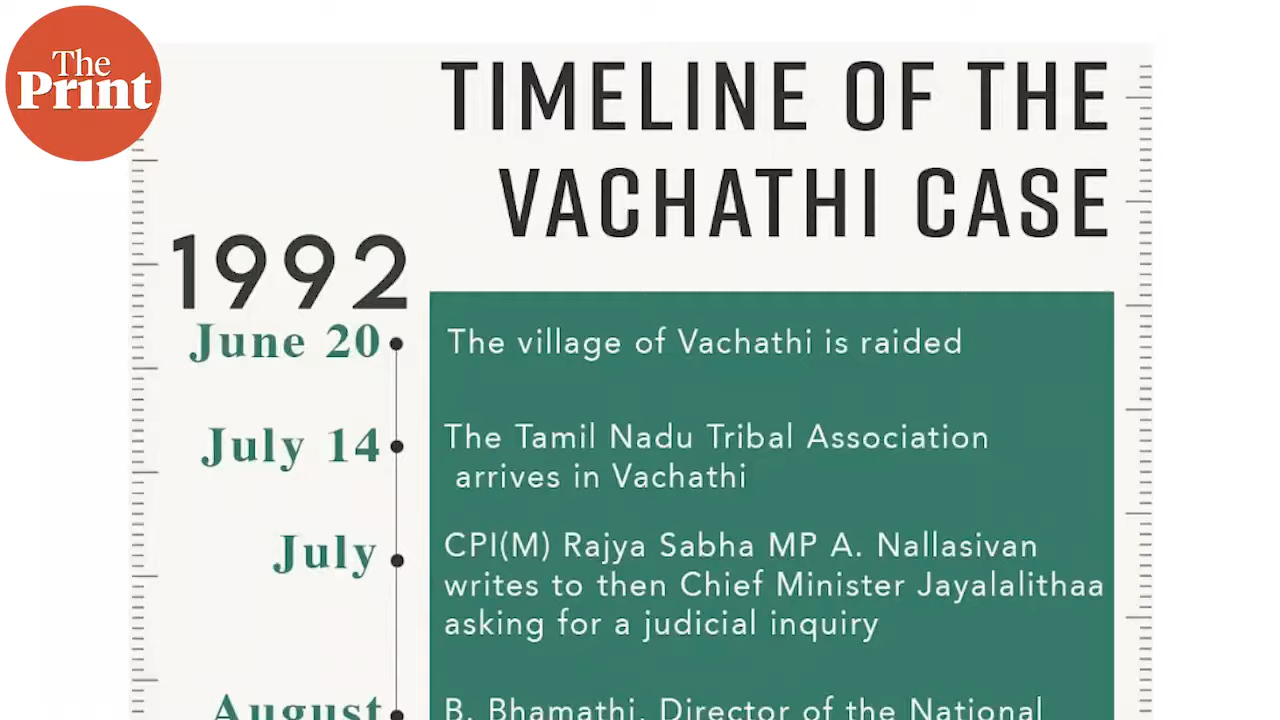 The
Print
TIMELINE OF THE
VACHATHI CASE
1992
June 20
The village of Vachathi is raided
July 14
The Tamil Nadu Tribal Association
arrives in Vachathi
July
CPI(M) Rajya Sabha MP A. Nallasivan
writes to then Chief Minister Jayalalithaa
asking for a judicial inquiry
August
B. Bhamathi, Director of the National